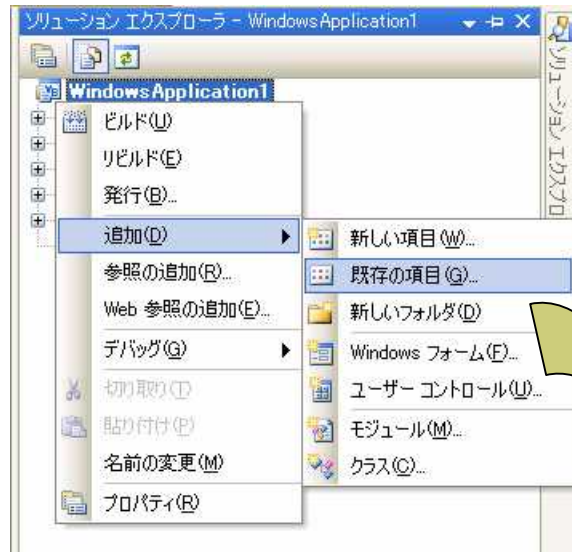 ソリューション エクスプローラ - WindowsApplication1
WindowsApplication1
ビルド(U)
リビルド(E)
発行(B)...
追加(D)
参照の追加(R)...
Web 参照の追加(E)...
デバッグ(G)
切り取り(T)
貼り付け(P)
名前の変更(M)
プロパティ(R)
新しい項目(W)...
既存の項目(G)...
新しいフォルダ(D)
Windows フォーム(F)...
ユーザー コントロール(U)...
モジュール(M)...
クラス(C)...
ソリューション エクスプロ